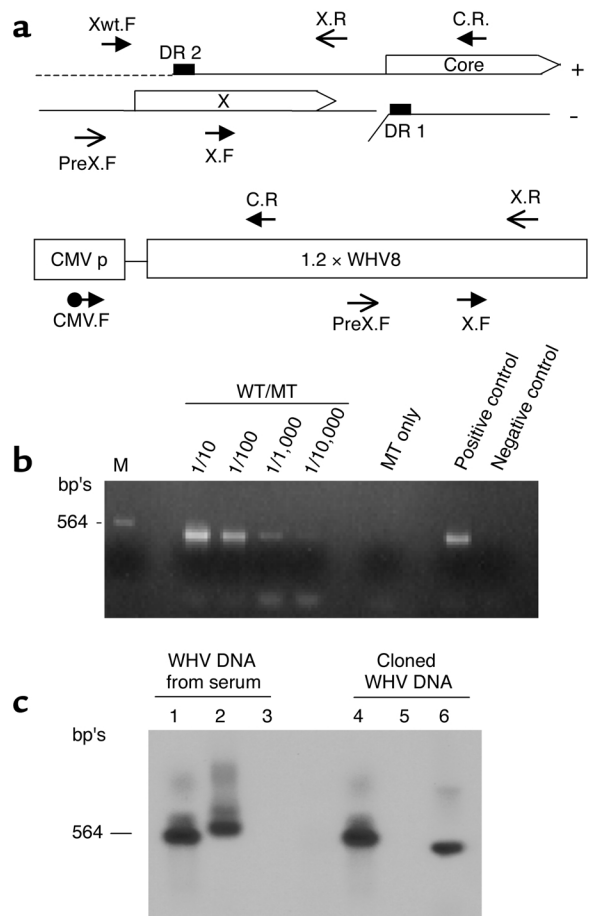 a
Xwt.F
X.R
C.R.
DR 2
Core
+
X
DR 1
–
PreX.F
X.F
C.R
X.R
CMV p
1.2 × WHV8
CMV.F
PreX.F
X.F
b
WT/MT
M
1/10
1/100
1/1,000
1/10,000
MT only
Positive control
Negative control
bp's
564 -
c
WHV DNA
from serum
Cloned
WHV DNA
1 2 3 4 5 6
bp's
564 —